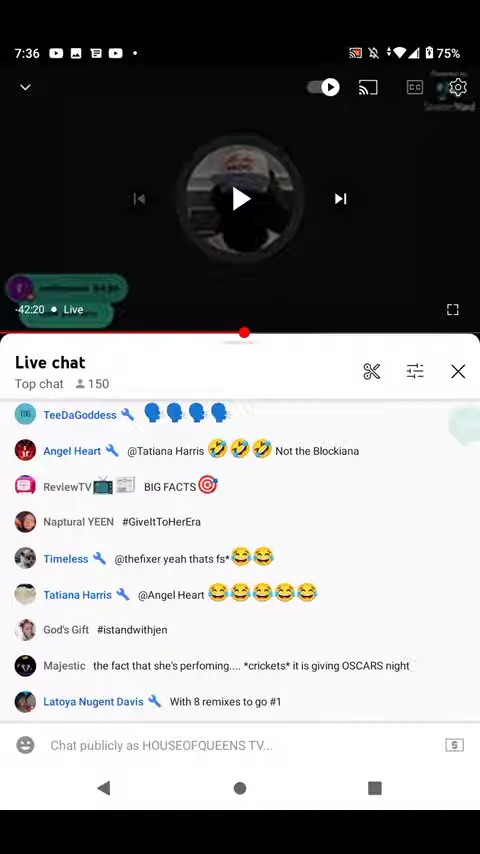 7:36
75%
CC
-42:20 • Live
Live chat
Top chat 150
TeeDaGoddess
Angel Heart @Tatiana Harris 🤣🤣🤣 Not the Blockiana
ReviewTV📺📰 BIG FACTS🎯
Naptural YEEN #GiveItToHerEra
Timeless @thefixer yeah thats fs*😂😂
Tatiana Harris @Angel Heart 😂😂😂😂😂
God's Gift #istandwithjen
Majestic the fact that she's perfoming.... *crickets* it is giving OSCARS night
Latoya Nugent Davis With 8 remixes to go #1
Chat publicly as HOUSEOFQUEENS TV...